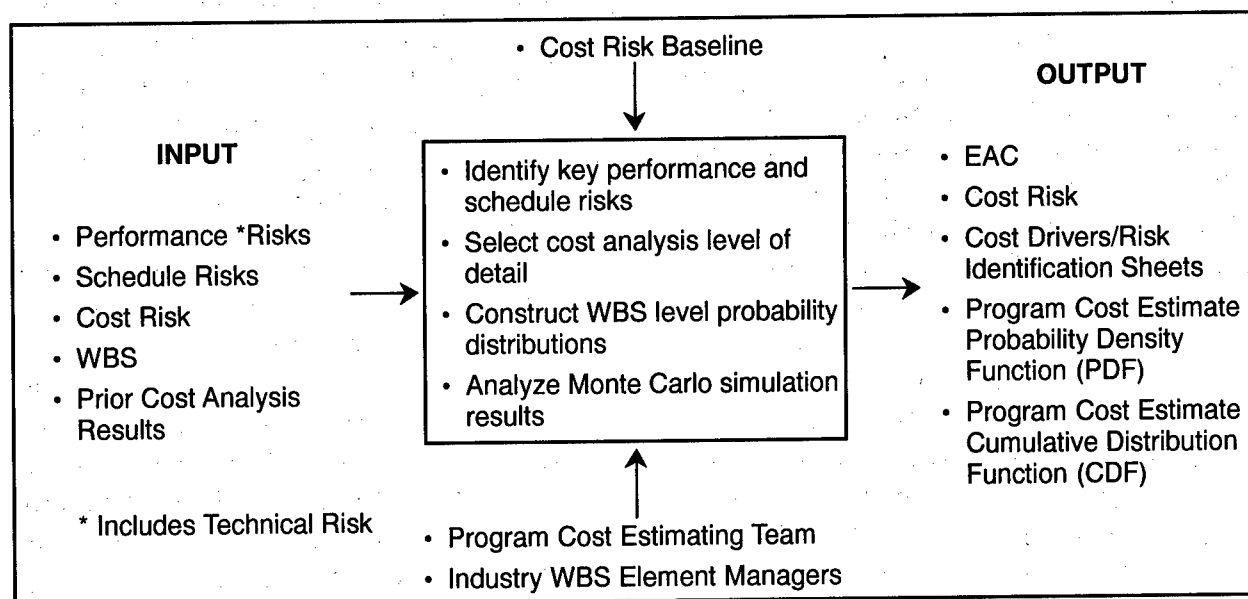 • Cost Risk Baseline
INPUT
• Performance *Risks
• Schedule Risks
• Cost Risk
• WBS
• Prior Cost Analysis
Results
* Includes Technical Risk
• Identify key performance and
schedule risks
• Select cost analysis level of
detail
• Construct WBS level probability
distributions
• Analyze Monte Carlo simulation
results
• Program Cost Estimating Team
• Industry WBS Element Managers
OUTPUT
• EAC
• Cost Risk
• Cost Drivers/Risk
Identification Sheets
• Program Cost Estimate
Probability Density
Function (PDF)
• Program Cost Estimate
Cumulative Distribution
Function (CDF)